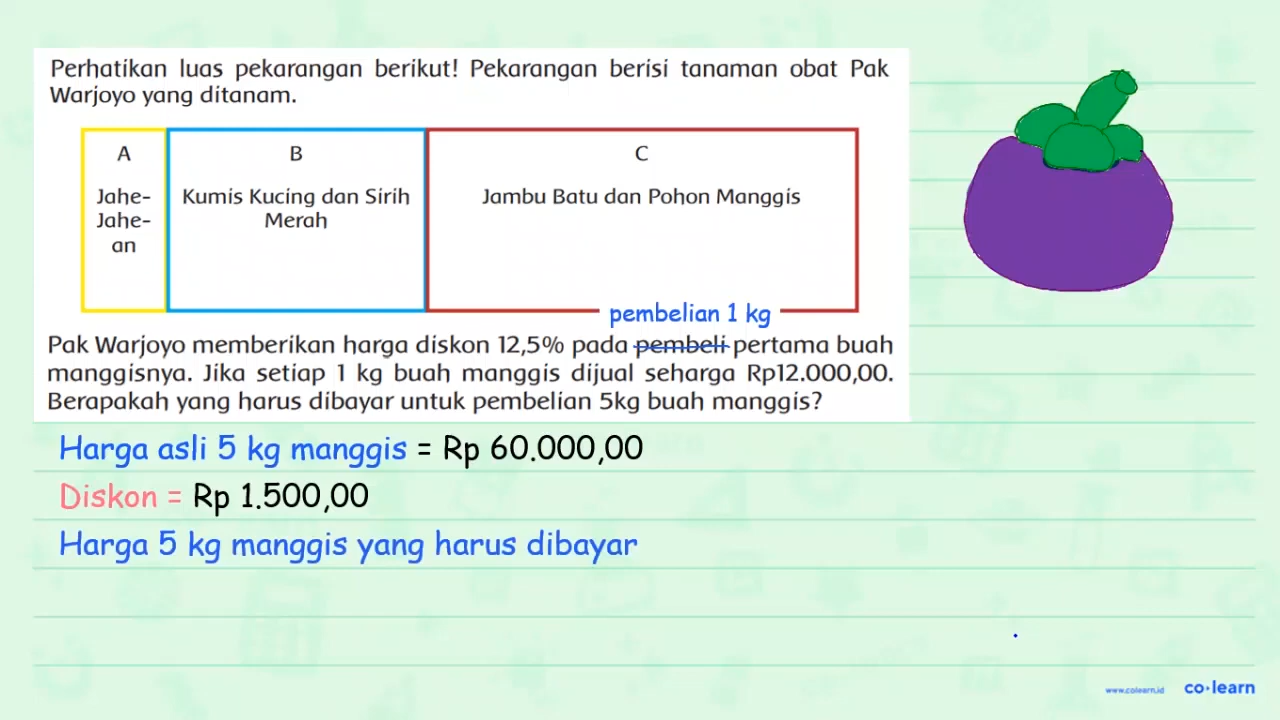 Perhatikan luas pekarangan berikut! Pekarangan berisi tanaman obat Pak
Warjoyo yang ditanam.
A
Jahe-
Jahe-
an
B
Kumis Kucing dan Sirih
Merah
C
Jambu Batu dan Pohon Manggis
pembelian 1 kg
Pak Warjoyo memberikan harga diskon 12,5% pada pembeli pertama buah
manggisnya. Jika setiap 1 kg buah manggis dijual seharga Rp12.000,00.
Berapakah yang harus dibayar untuk pembelian 5kg buah manggis?
Harga asli 5 kg manggis = Rp 60.000,00
Diskon = Rp 1.500,00
Harga 5 kg manggis yang harus dibayar
www.colearn.id co•learn